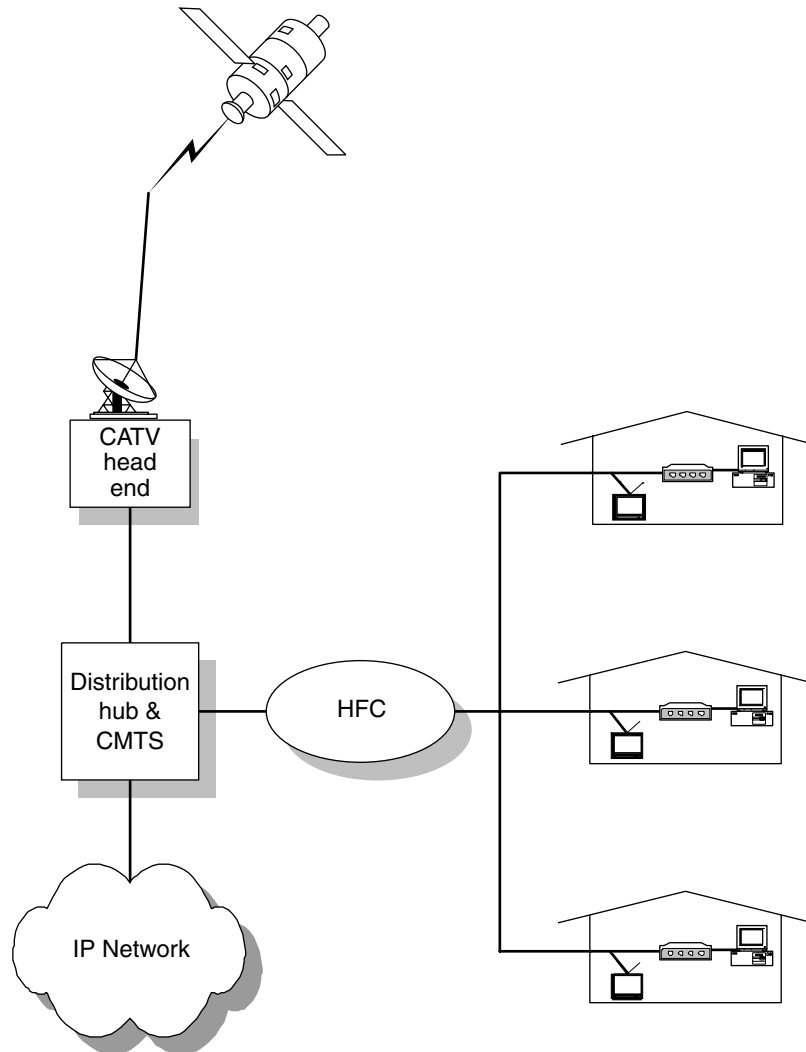 CATV
head
end
Distribution
hub &
CMTS
HFC
IP Network